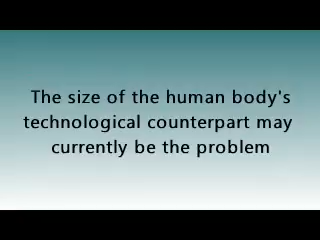 The size of the human body's
technological counterpart may
currently be the problem